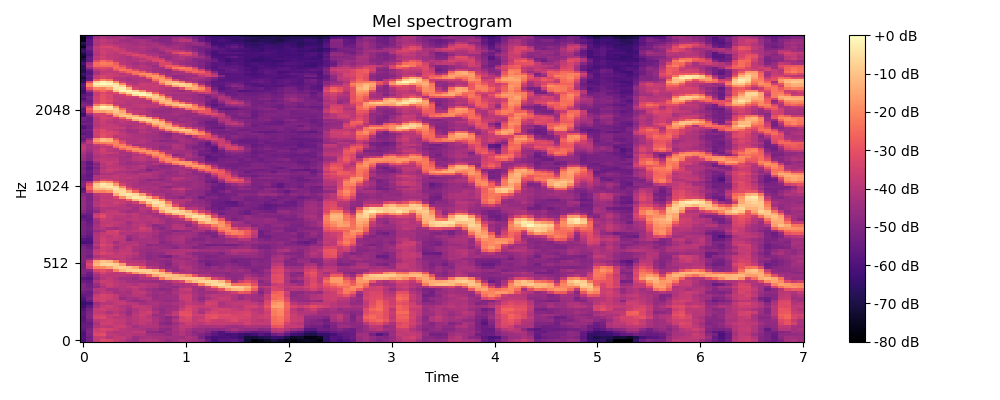 Mel spectrogram
Hz
2048
1024
512
0
0 1 2 3 4 5 6 7
Time
+0 dB
-10 dB
-20 dB
-30 dB
-40 dB
-50 dB
-60 dB
-70 dB
-80 dB